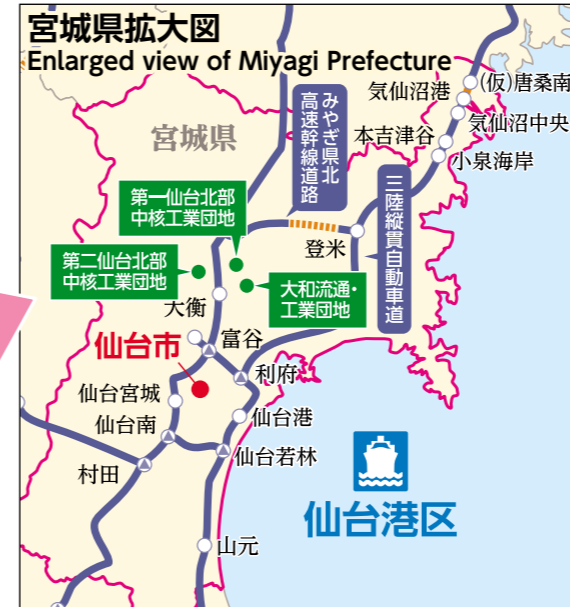 宮城県拡大図
Enlarged view of Miyagi Prefecture
(仮)唐桑南
気仙沼港
気仙沼中央
本吉津谷
小泉海岸
みやぎ県北
高速幹線道路
宮城県
三陸縦貫自動車道
第一仙台北部
中核工業団地
登米
第二仙台北部
中核工業団地
大和流通・
工業団地
大衡
富谷
仙台市
利府
仙台宮城
仙台港
仙台南
仙台若林
村田
仙台港区
山元